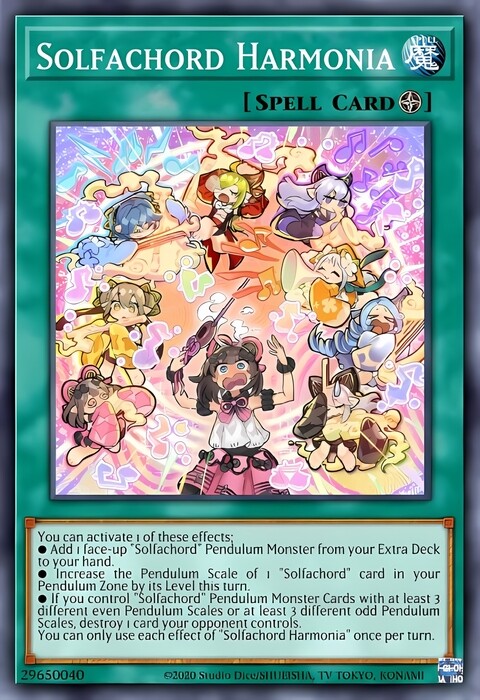 SOLFACHORD HARMONIA 魔
[SPELL CARD]
You can activate 1 of these effects;
● Add 1 face-up "Solfachord" Pendulum Monster from your Extra Deck
to your hand.
● Increase the Pendulum Scale of 1 "Solfachord" card in your
Pendulum Zone by its Level this turn.
● If you control "Solfachord" Pendulum Monster Cards with at least 3
different even Pendulum Scales or at least 3 different odd Pendulum
Scales, destroy 1 card your opponent controls.
You can only use each effect of "Solfachord Harmonia" once per turn.
29650040 ©2020 Studio Dice/SHUEISHA, TV TOKYO, KONAMI